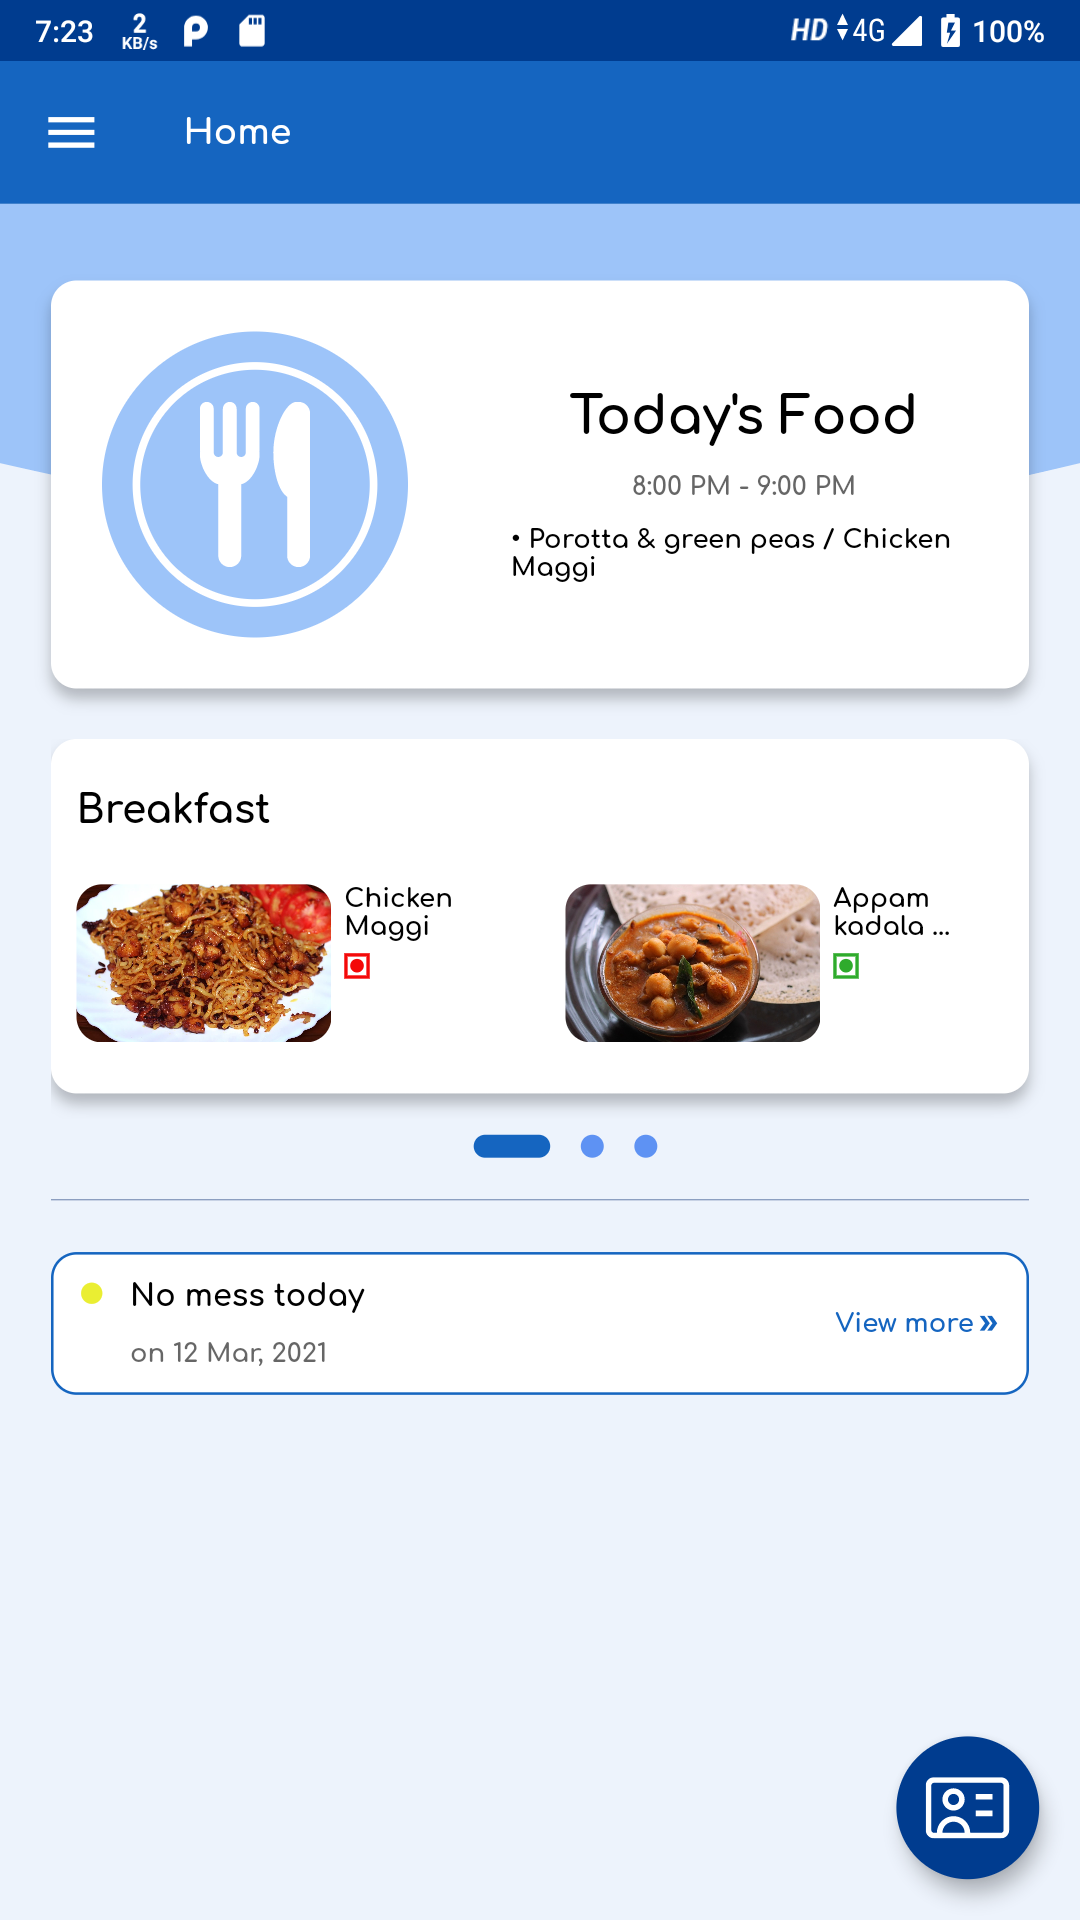 7:23
2
KB/s
HD
4G
100%
Home
Today's Food
8:00 PM - 9:00 PM
• Porotta & green peas / Chicken
Maggi
Breakfast
Chicken
Maggi
Appam
kadala ...
No mess today
on 12 Mar, 2021
View more »